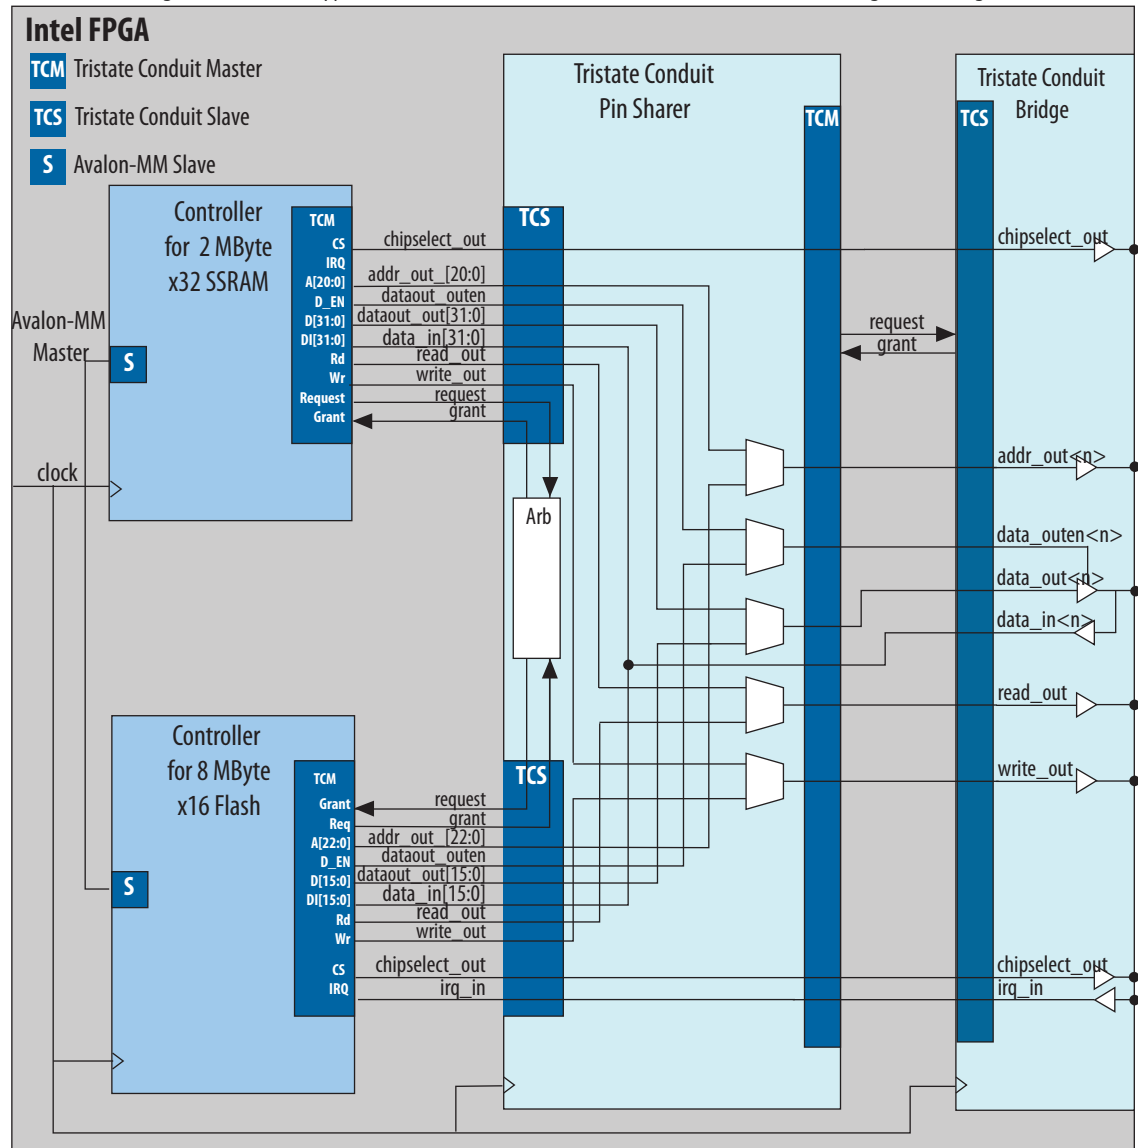 Intel FPGA
TCM Tristate Conduit Master
TCS Tristate Conduit Slave
S Avalon-MM Slave
Controller
for 2 MByte
x32 SSRAM
Avalon-MM
Master
S
clock
TCM
CS
IRQ
A[20:0]
D_EN
D[31:0]
DI[31:0]
Rd
Wr
Request
Grant
chipselect_out
addr_out_[20:0]
dataout_outen
dataout_out[31:0]
data_in[31:0]
read_out
write_out
request
grant
Tristate Conduit
Pin Sharer
TCS
TCM
Arb
TCS
request
grant
Tristate Conduit
Bridge
TCS
chipselect_out
addr_out<n>
data_outen<n>
data_out<n>
data_in<n>
read_out
write_out
chipselect_out
irq_in
Controller
for 8 MByte
x16 Flash
S
TCM
Grant
Req
A[22:0]
D_EN
D[15:0]
DI[15:0]
Rd
Wr
CS
IRQ
request
grant
addr_out_[22:0]
dataout_outen
dataout_out[15:0]
data_in[15:0]
read_out
write_out
chipselect_out
irq_in